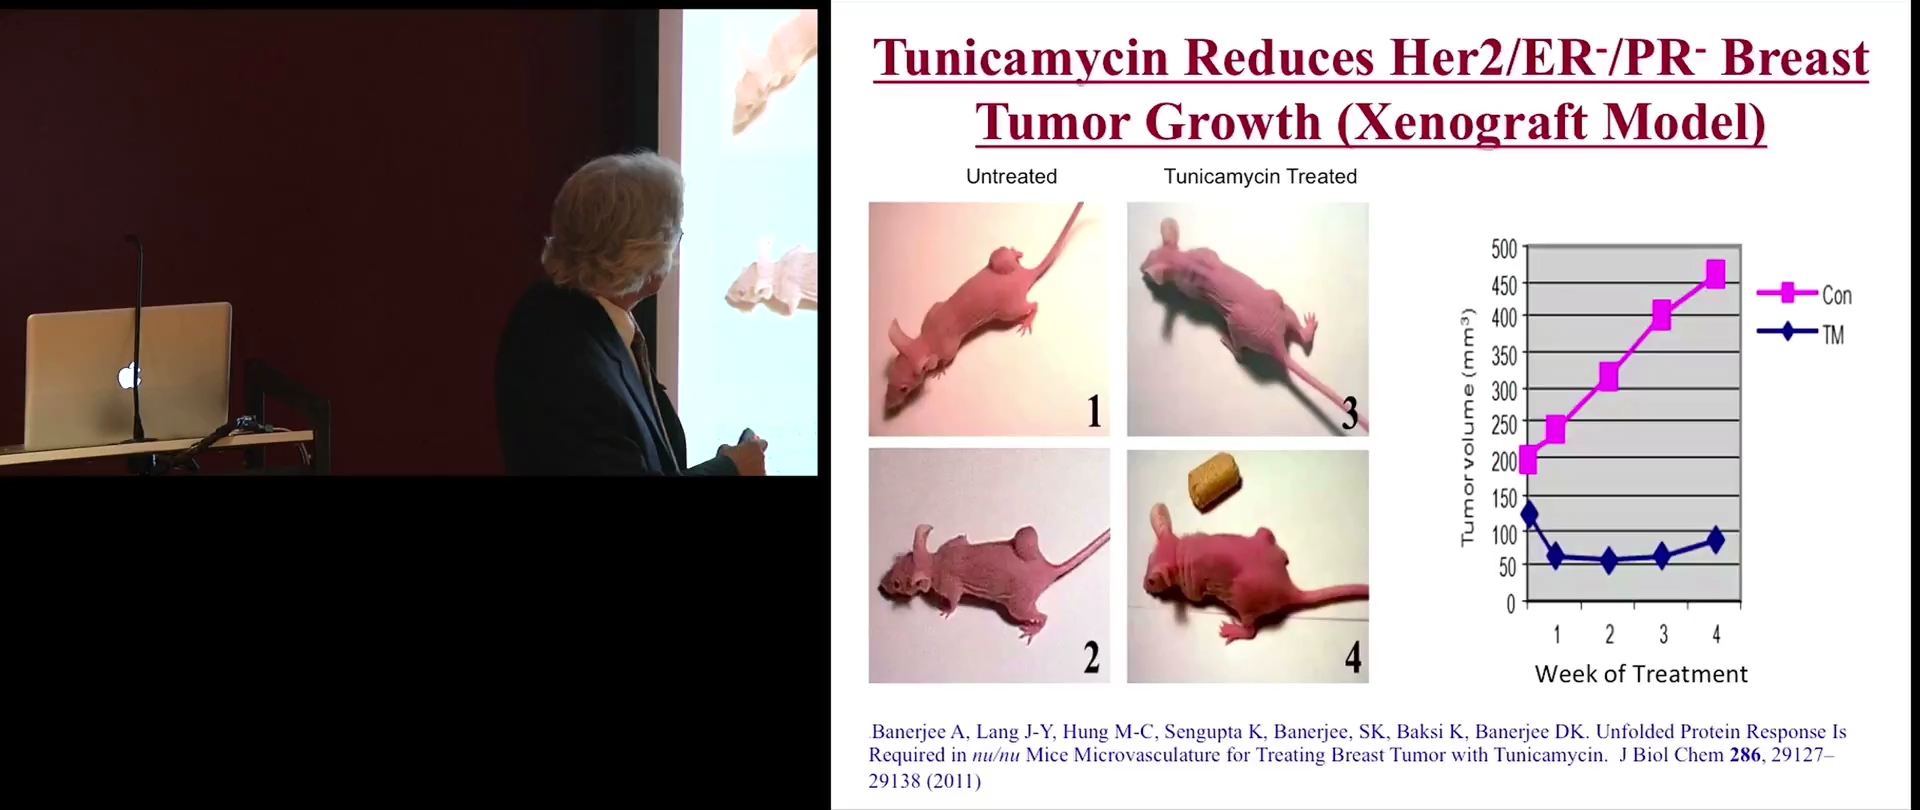 Tunicamycin Reduces Her2/ER⁻/PR⁻ Breast
Tumor Growth (Xenograft Model)
Untreated
Tunicamycin Treated
1
3
2
4
500
450
400
350
300
250
200
150
100
50
0
Tumor volume (mm³)
1 2 3 4
Week of Treatment
Con
TM
Banerjee A, Lang J-Y, Hung M-C, Sengupta K, Banerjee, SK, Baksi K, Banerjee DK. Unfolded Protein Response Is
Required in nu/nu Mice Microvasculature for Treating Breast Tumor with Tunicamycin. J Biol Chem 286, 29127–
29138 (2011)